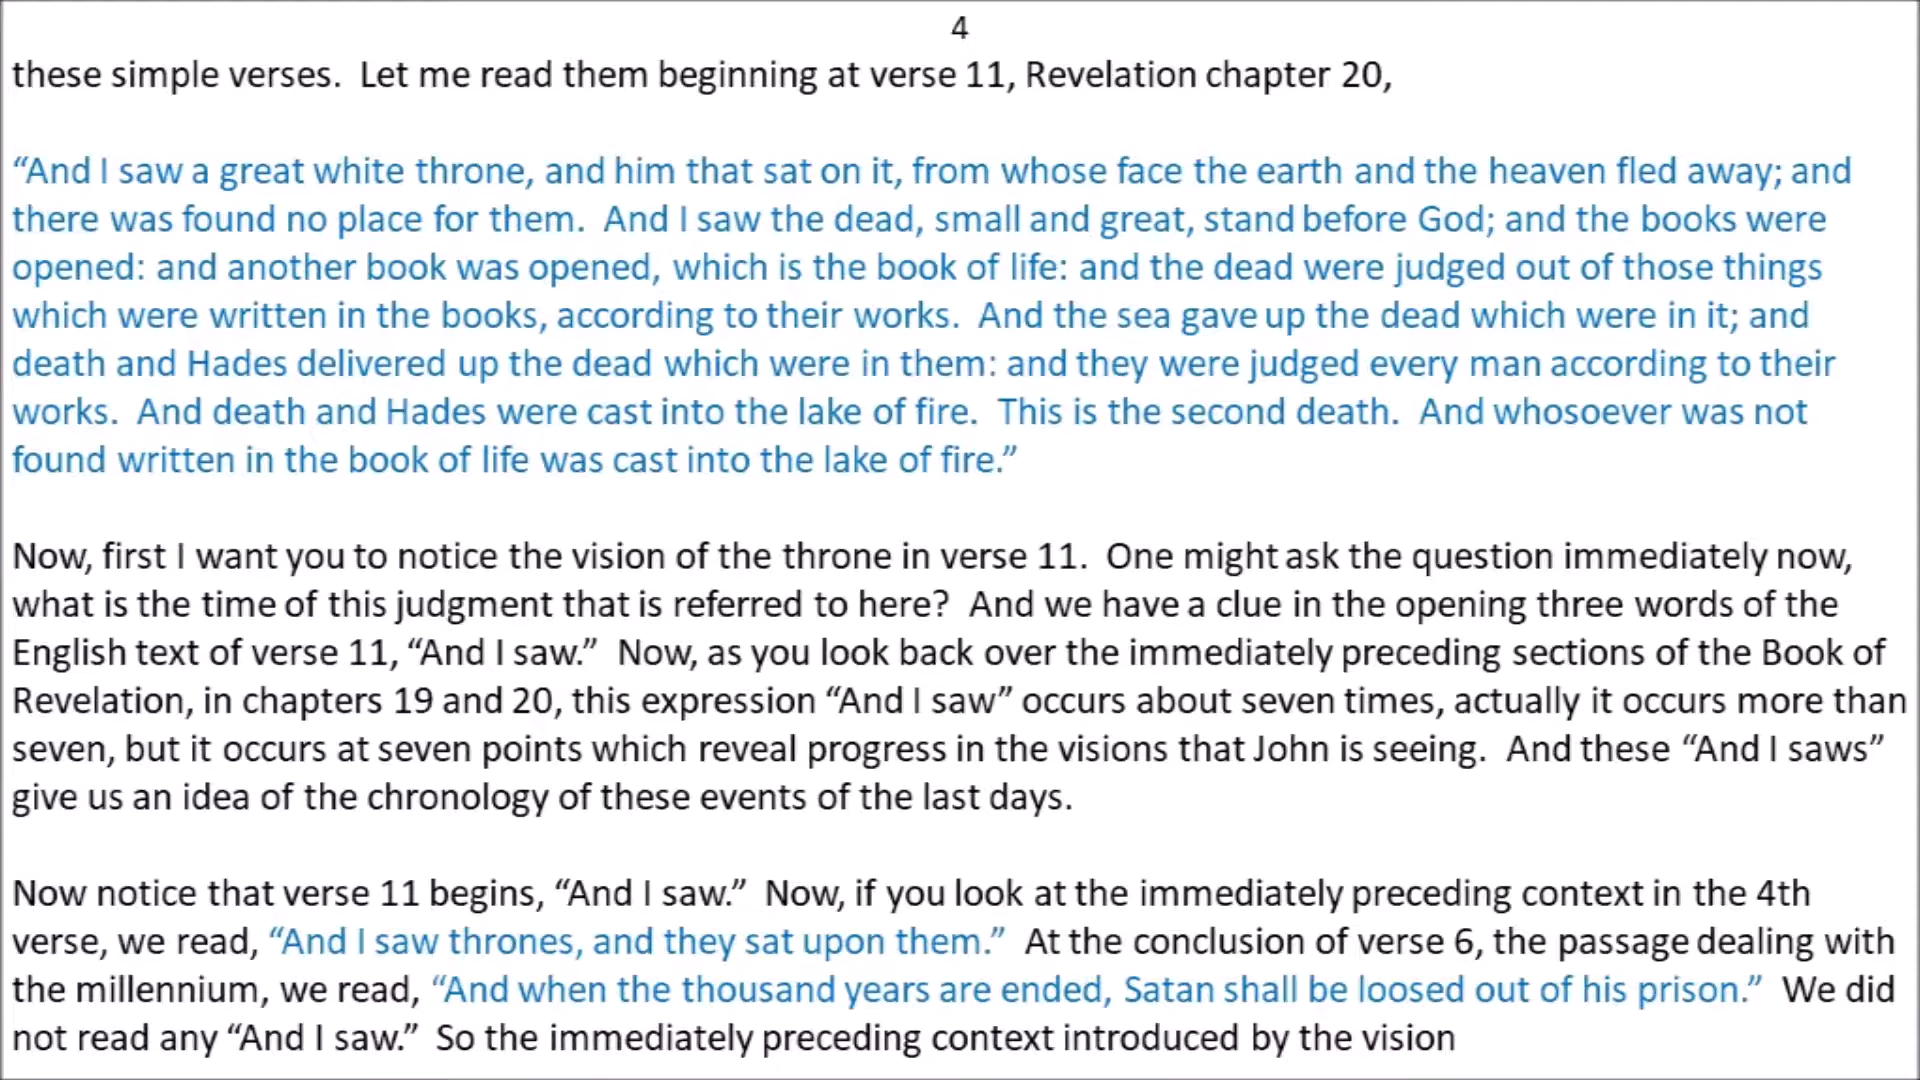 4
these simple verses.  Let me read them beginning at verse 11, Revelation chapter 20,
“And I saw a great white throne, and him that sat on it, from whose face the earth and the heaven fled away; and
there was found no place for them.  And I saw the dead, small and great, stand before God; and the books were
opened: and another book was opened, which is the book of life: and the dead were judged out of those things
which were written in the books, according to their works.  And the sea gave up the dead which were in it; and
death and Hades delivered up the dead which were in them: and they were judged every man according to their
works.  And death and Hades were cast into the lake of fire.  This is the second death.  And whosoever was not
found written in the book of life was cast into the lake of fire.”
Now, first I want you to notice the vision of the throne in verse 11.  One might ask the question immediately now,
what is the time of this judgment that is referred to here?  And we have a clue in the opening three words of the
English text of verse 11, “And I saw.”  Now, as you look back over the immediately preceding sections of the Book of
Revelation, in chapters 19 and 20, this expression “And I saw” occurs about seven times, actually it occurs more than
seven, but it occurs at seven points which reveal progress in the visions that John is seeing.  And these “And I saws”
give us an idea of the chronology of these events of the last days.
Now notice that verse 11 begins, “And I saw.”  Now, if you look at the immediately preceding context in the 4th
verse, we read, “And I saw thrones, and they sat upon them.”  At the conclusion of verse 6, the passage dealing with
the millennium, we read, “And when the thousand years are ended, Satan shall be loosed out of his prison.”  We did
not read any “And I saw.”  So the immediately preceding context introduced by the vision